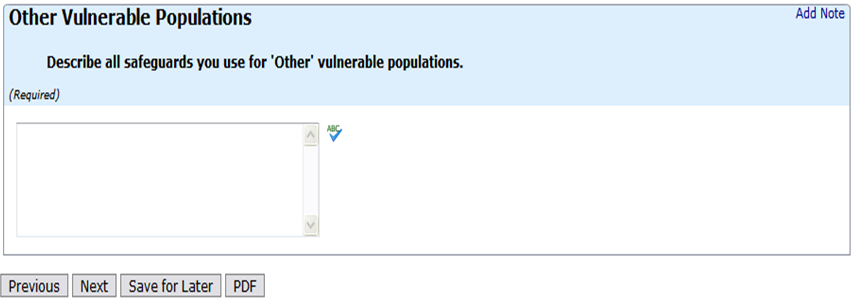 Other Vulnerable Populations
Add Note
Describe all safeguards you use for 'Other' vulnerable populations.
(Required)
ABC
Previous
Next
Save for Later
PDF